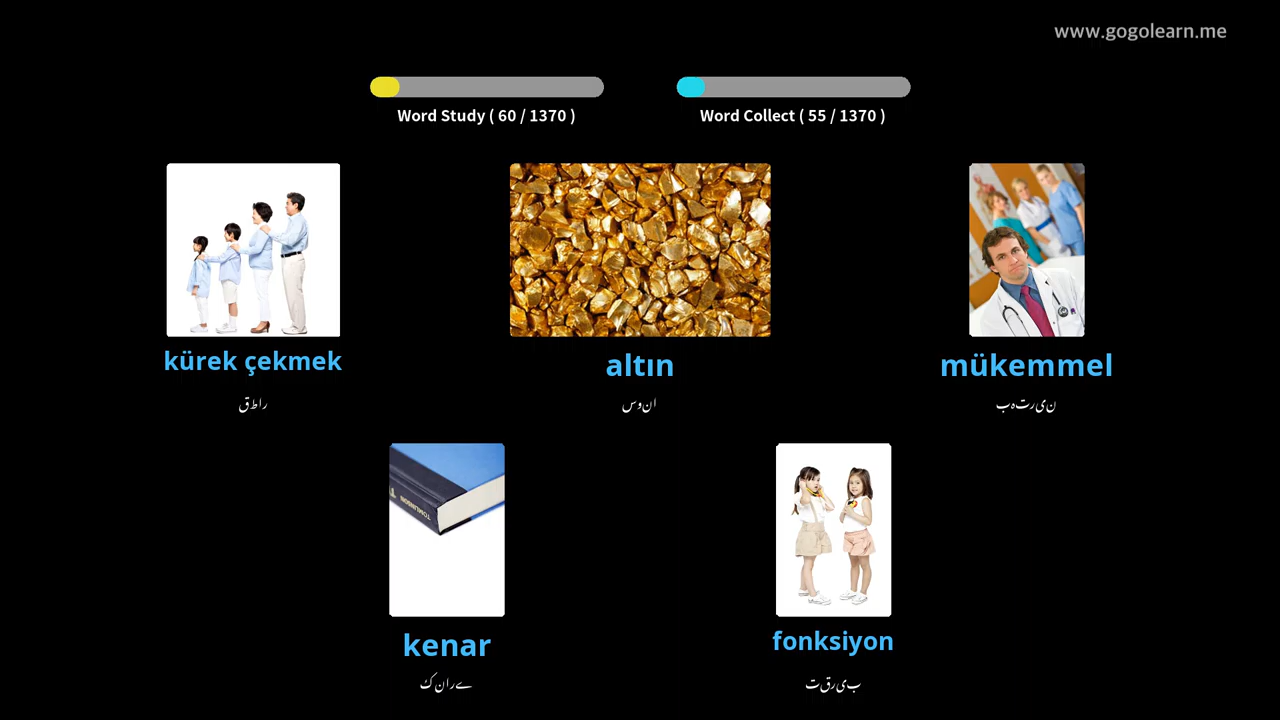 www.gogolearn.me
Word Study ( 60 / 1370 )
Word Collect ( 55 / 1370 )
kürek çekmek
altın
mükemmel
قطار
سونا
بہترین
TOMLINSON
kenar
fonksiyon
کنارے
تقریب